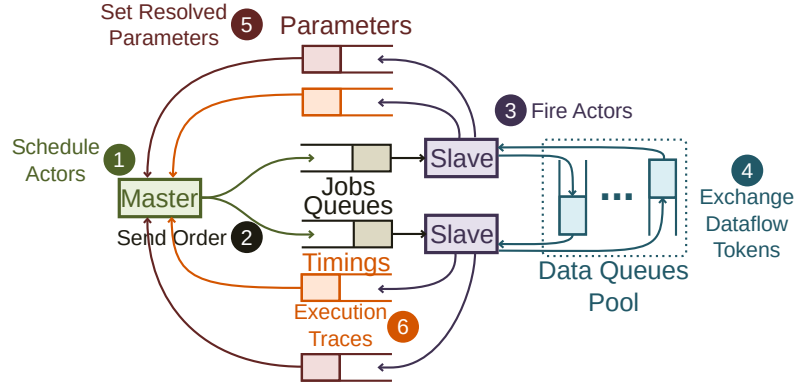 Set Resolved
Parameters
5
Parameters
3 Fire Actors
Schedule
Actors
1
Master
Jobs
Queues
Slave
Slave
...
4
Exchange
Dataflow
Tokens
Send Order 2
Timings
Data Queues
Pool
Execution
Traces
6